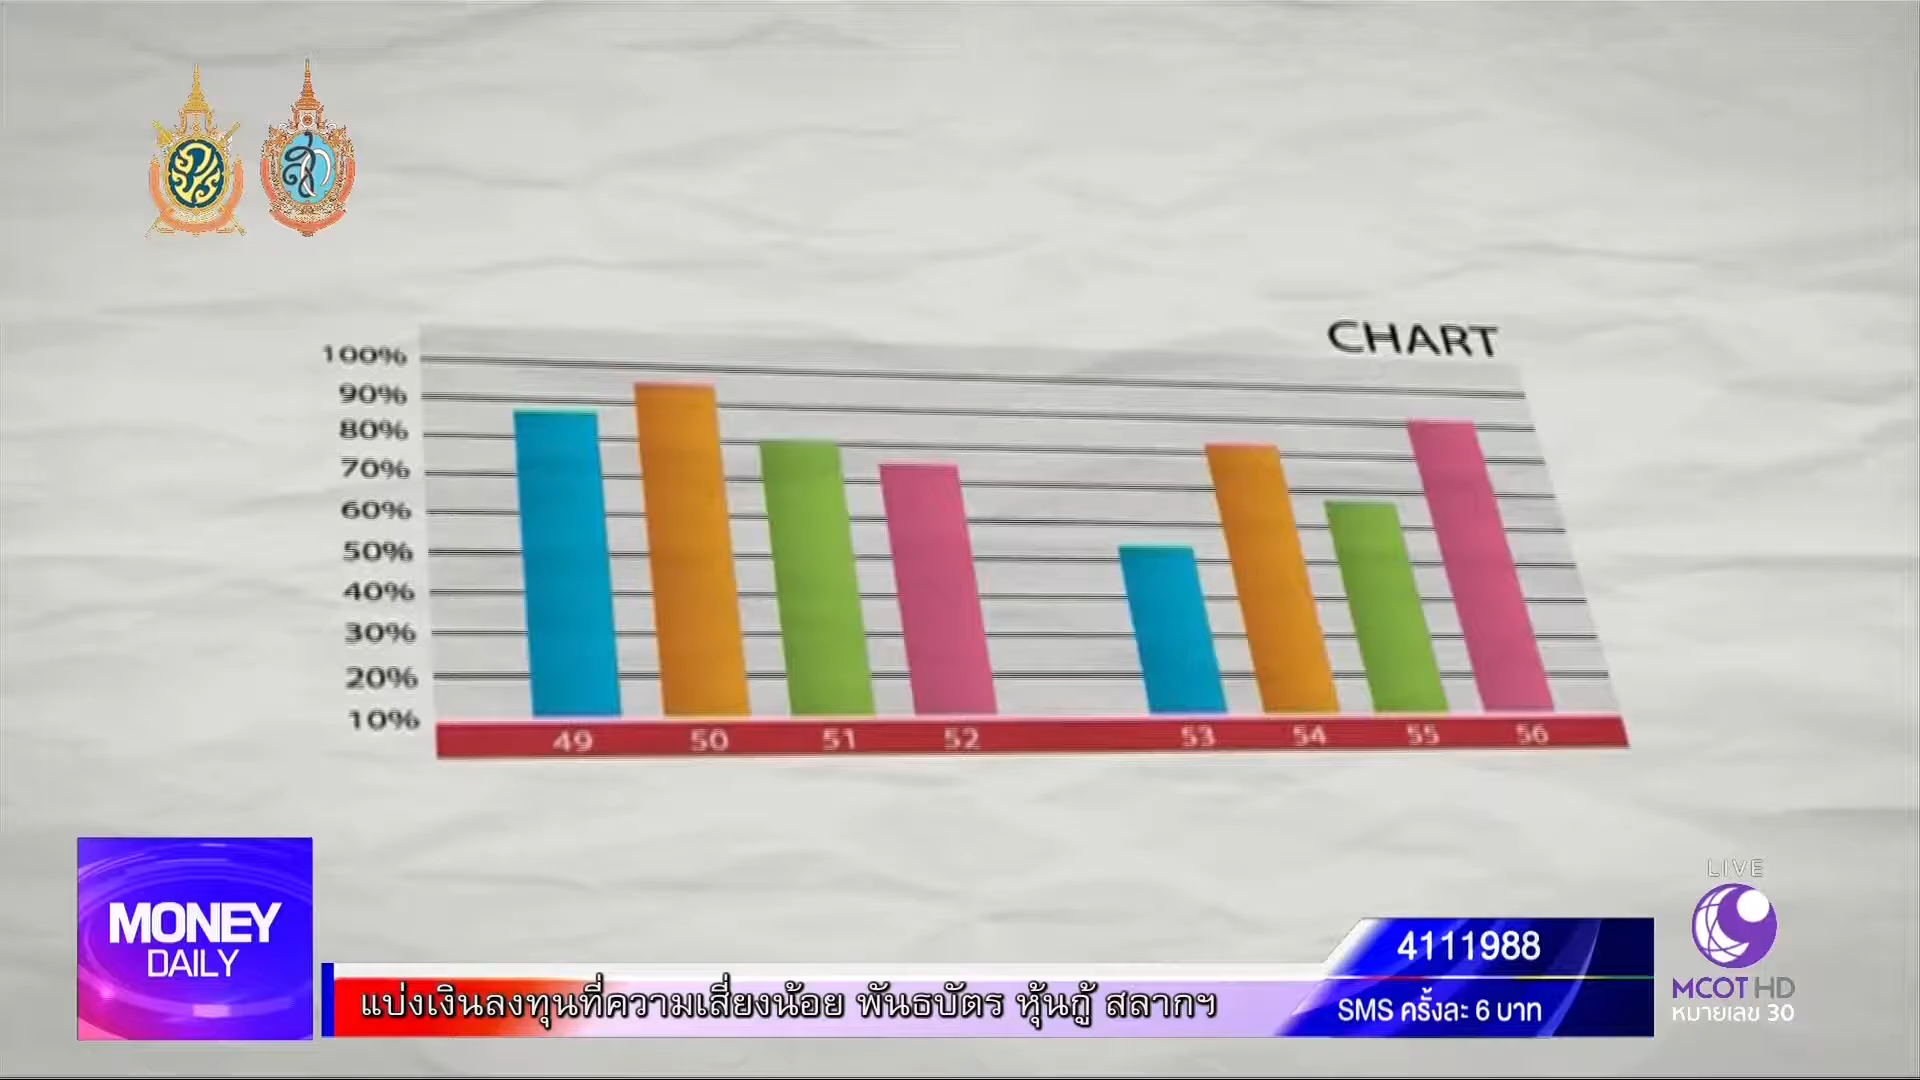 CHART
100%
90%
80%
70%
60%
50%
40%
30%
20%
10%
49 50 51 52 53 54 55 56
MONEY
DAILY
แบ่งเงินลงทุนที่ความเสี่ยงน้อย พันธบัตร หุ้นกู้ สลากฯ
4111988
SMS ครั้งละ 6 บาท
LIVE
MCOT HD
หมายเลข 30